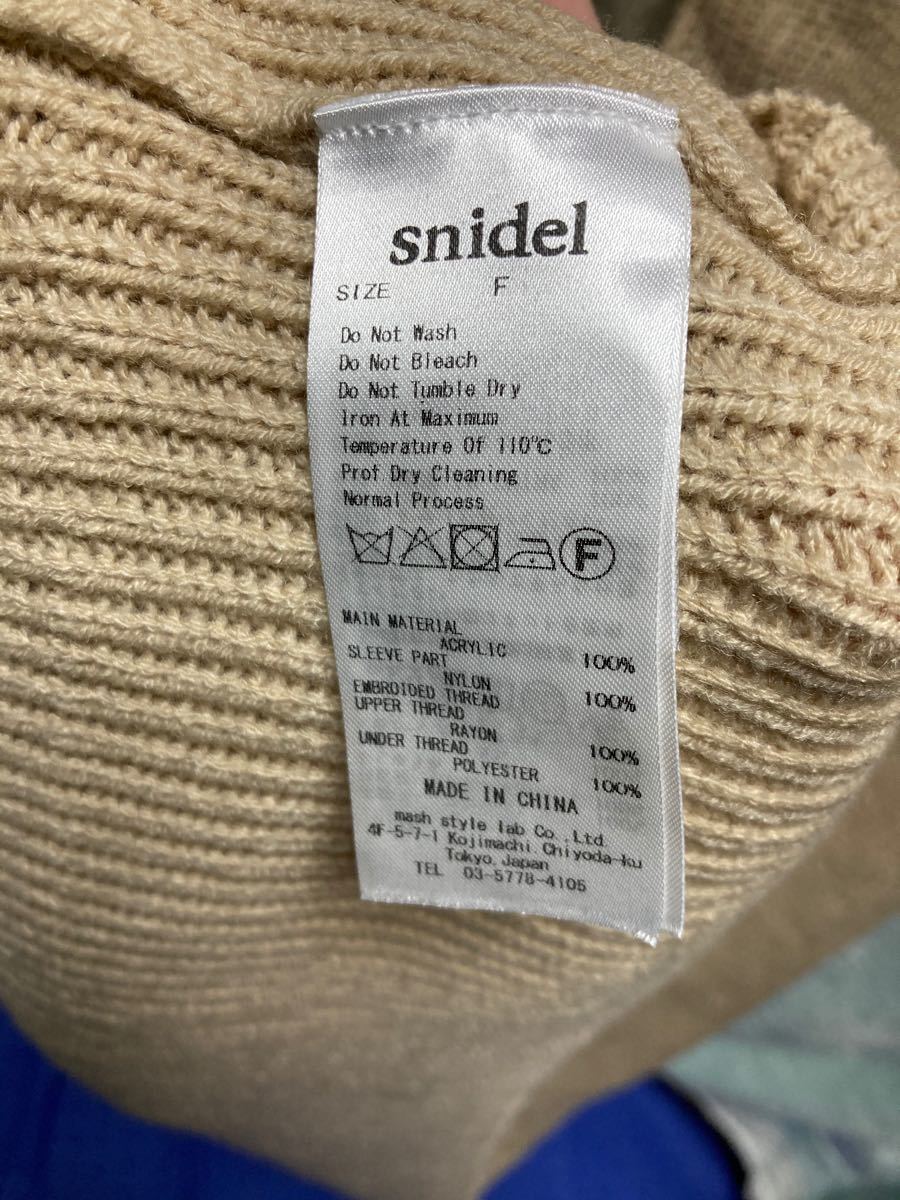 snidel
SIZE F
Do Not Wash
Do Not Bleach
Do Not Tumble Dry
Iron At Maximum
Temperature Of 110℃
Prof Dry Cleaning
Normal Process
F
MAIN MATERIAL
ACRYLIC 100%
SLEEVE PART
NYLON 100%
EMBROIDED THREAD
UPPER THREAD
RAYON 100%
UNDER THREAD
POLYESTER 100%
MADE IN CHINA
mash style lab Co.,Ltd
4F-5-7-1 Kojimachi Chiyoda-ku
Tokyo.Japan
TEL 03-5778-4105